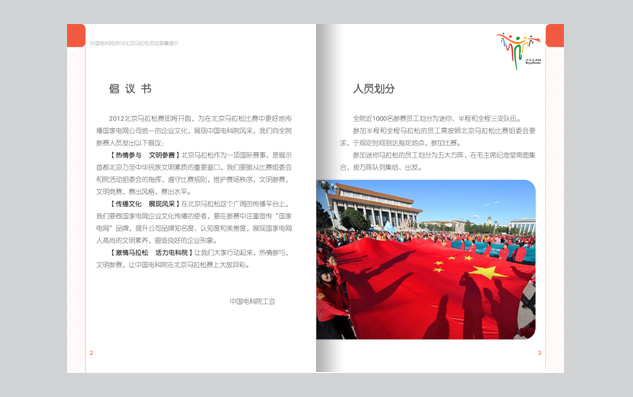 中国电科院2012北京马拉松活动温馨提示
倡 议 书
2012北京马拉松赛即将开跑，为在北京马拉松比赛中更好地传
播国家电网公司统一的企业文化，展现中国电科院风采，我们向全院
参赛人员发出以下倡议：
【热情参与　文明参赛】北京马拉松作为一项国际赛事，是展示
首都北京乃至中华民族文明素质的重要窗口，我们要服从比赛组委会
和院活动组委会的指挥，遵守比赛规则，维护赛场秩序，文明参赛，
文明竞赛，赛出风格，赛出水平。
【传播文化　展现风采】在北京马拉松这个广阔的传播平台上，
我们要做国家电网企业文化传播的使者，要在参赛中注重宣传“国家
电网”品牌，提升公司品牌知名度、认知度和美誉度，展现国家电网
人高尚的文明素养，塑造良好的企业形象。
【激情马拉松　活力电科院】让我们大家行动起来，热情参与，
文明参赛，让中国电科院在北京马拉松赛上大放异彩。
中国电科院工会
2
人员划分
全院近1000名参赛员工划分为迷你、半程和全程三支队伍。
参加半程和全程马拉松的员工需按照北京马拉松比赛组委会要
求，于规定时间到达指定地点，参加比赛。
参加迷你马拉松的员工划分为五大方阵，在毛主席纪念堂南面集
合，按方阵队列集结、出发。
3